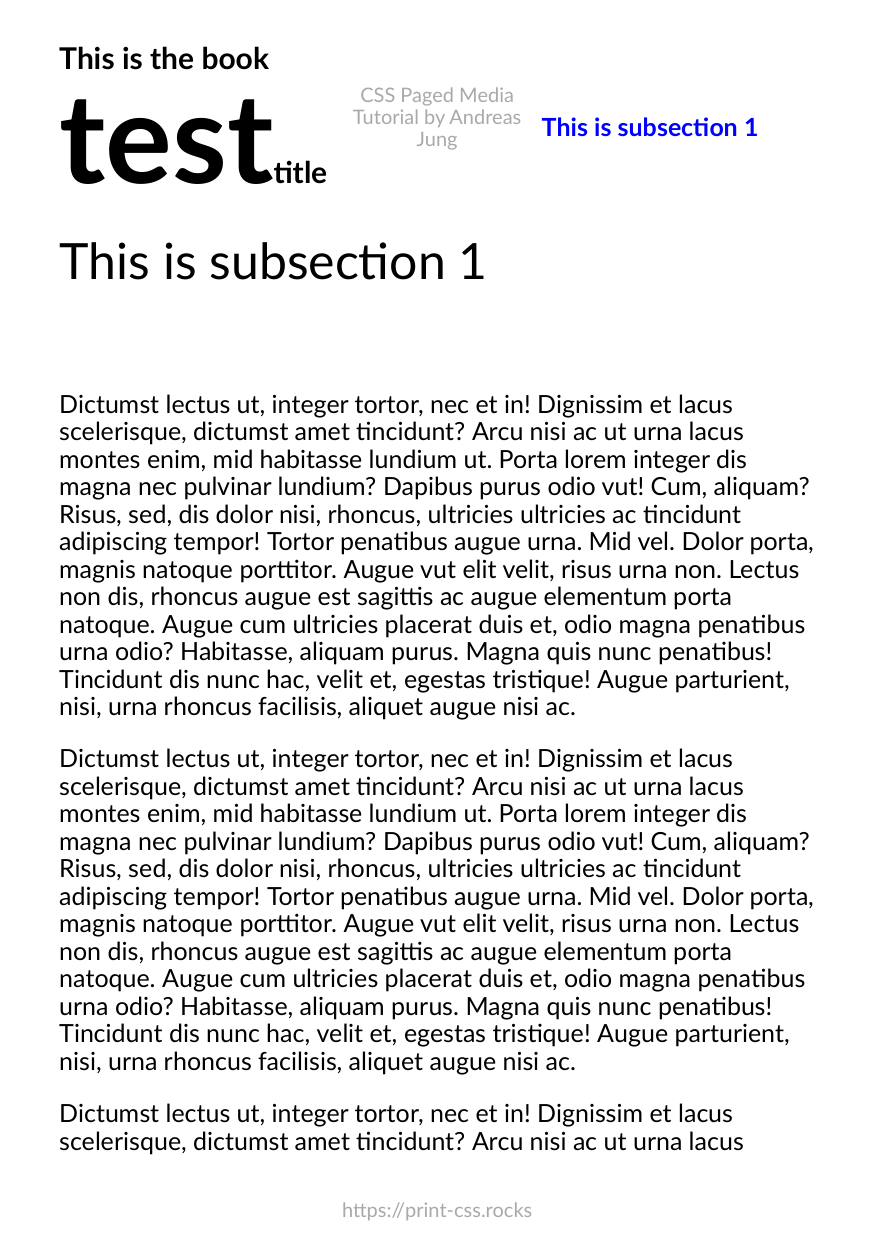 This is the book
testtitle
CSS Paged Media
Tutorial by Andreas
Jung
This is subsection 1
This is subsection 1
Dictumst lectus ut, integer tortor, nec et in! Dignissim et lacus
scelerisque, dictumst amet tincidunt? Arcu nisi ac ut urna lacus
montes enim, mid habitasse lundium ut. Porta lorem integer dis
magna nec pulvinar lundium? Dapibus purus odio vut! Cum, aliquam?
Risus, sed, dis dolor nisi, rhoncus, ultricies ultricies ac tincidunt
adipiscing tempor! Tortor penatibus augue urna. Mid vel. Dolor porta,
magnis natoque porttitor. Augue vut elit velit, risus urna non. Lectus
non dis, rhoncus augue est sagittis ac augue elementum porta
natoque. Augue cum ultricies placerat duis et, odio magna penatibus
urna odio? Habitasse, aliquam purus. Magna quis nunc penatibus!
Tincidunt dis nunc hac, velit et, egestas tristique! Augue parturient,
nisi, urna rhoncus facilisis, aliquet augue nisi ac.
Dictumst lectus ut, integer tortor, nec et in! Dignissim et lacus
scelerisque, dictumst amet tincidunt? Arcu nisi ac ut urna lacus
montes enim, mid habitasse lundium ut. Porta lorem integer dis
magna nec pulvinar lundium? Dapibus purus odio vut! Cum, aliquam?
Risus, sed, dis dolor nisi, rhoncus, ultricies ultricies ac tincidunt
adipiscing tempor! Tortor penatibus augue urna. Mid vel. Dolor porta,
magnis natoque porttitor. Augue vut elit velit, risus urna non. Lectus
non dis, rhoncus augue est sagittis ac augue elementum porta
natoque. Augue cum ultricies placerat duis et, odio magna penatibus
urna odio? Habitasse, aliquam purus. Magna quis nunc penatibus!
Tincidunt dis nunc hac, velit et, egestas tristique! Augue parturient,
nisi, urna rhoncus facilisis, aliquet augue nisi ac.
Dictumst lectus ut, integer tortor, nec et in! Dignissim et lacus
scelerisque, dictumst amet tincidunt? Arcu nisi ac ut urna lacus
https://print-css.rocks